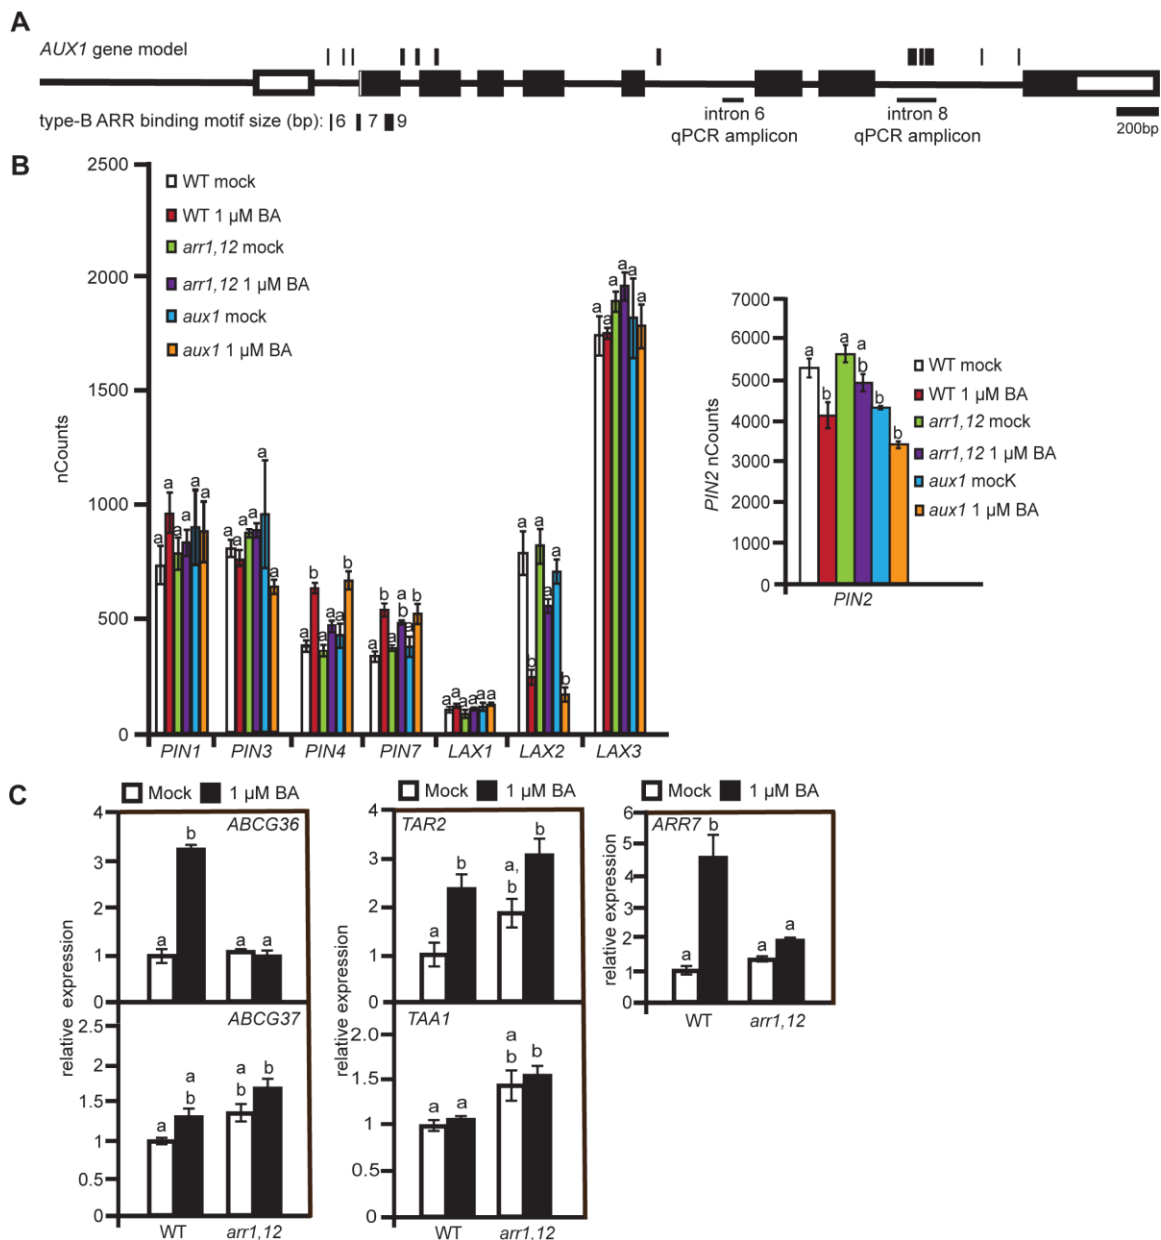 A
AUX1 gene model
type-B ARR binding motif size (bp): 6 7 9
intron 6
qPCR amplicon
intron 8
qPCR amplicon
200bp
B
2500
2000
1500
1000
500
0
nCounts
WT mock
WT 1 µM BA
arr1,12 mock
arr1,12 1 µM BA
aux1 mock
aux1 1 µM BA
a a a a a a
a a a a a a
a b a a a b
a b a a b a b
a a a a a a
a b a a a b
a a a a a a
PIN1 PIN3 PIN4 PIN7 LAX1 LAX2 LAX3
7000
6000
5000
4000
3000
2000
1000
0
PIN2 nCounts
a b a a b b b
WT mock
WT 1 µM BA
arr1,12 mock
arr1,12 1 µM BA
aux1 mocK
aux1 1 µM BA
PIN2
C
Mock 1 µM BA
ABCG36
4
3
2
1
0
a b a a
relative expression
ABCG37
2.5
2
1.5
1
0.5
0
a a b a b b
WT arr1,12
Mock 1 µM BA
TAR2
4
3
2
1
0
a b a, b b
relative expression
TAA1
2.0
1.5
1
0.5
0
a a a b b
WT arr1,12
Mock 1 µM BA
ARR7
6
5
4
3
2
1
0
a b a a
relative expression
WT arr1,12